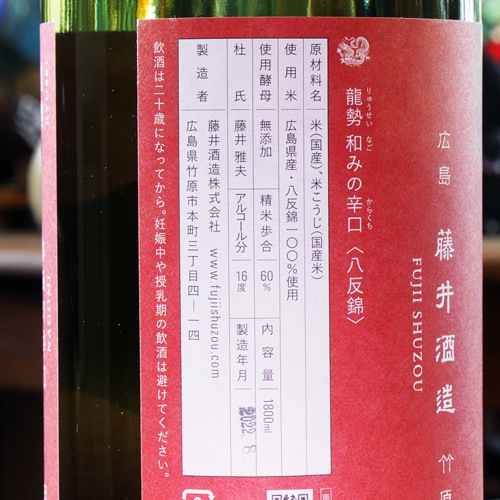 広島 藤井酒造 竹原
FUJII SHUZOU
りゅうせい なご からくち
龍勢 和みの辛口〈八反錦〉
原材料名 米(国産)、米こうじ(国産米)
使用米 広島県産・八反錦一〇〇%使用
使用酵母 無添加 精米歩合 60% 内容量 1800ml
杜氏 藤井 雅夫 アルコール分 16度 製造年月 2022.8
製造者 藤井酒造株式会社 www.fujiishuzou.com
広島県竹原市本町三丁目四ー一四
飲酒は二十歳になってから。妊娠中や授乳期の飲酒は避けてください。